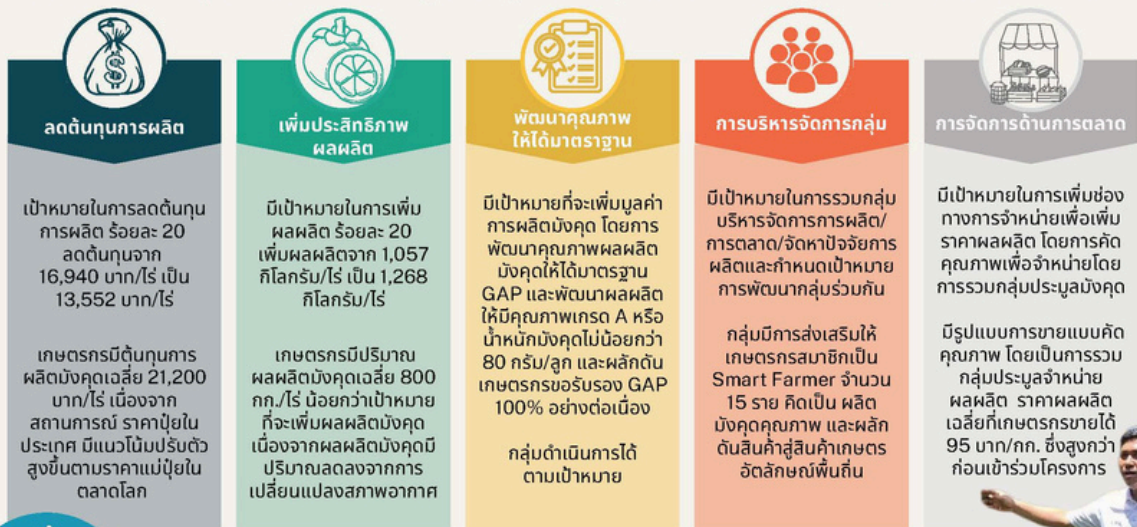 ลดต้นทุนการผลิต
เป้าหมายในการลดต้นทุน
การผลิต ร้อยละ 20
ลดต้นทุนจาก
16,940 บาท/ไร่ เป็น
13,552 บาท/ไร่
เกษตรกรมีต้นทุนการ
ผลิตมังคุดเฉลี่ย 21,200
บาท/ไร่ เนื่องจาก
สถานการณ์ ราคาปุ๋ยใน
ประเทศ มีแนวโน้มปรับตัว
สูงขึ้นตามราคาแม่ปุ๋ยใน
ตลาดโลก
เพิ่มประสิทธิภาพ
ผลผลิต
มีเป้าหมายในการเพิ่ม
ผลผลิต ร้อยละ 20
เพิ่มผลผลิตจาก 1,057
กิโลกรัม/ไร่ เป็น 1,268
กิโลกรัม/ไร่
เกษตรกรมีปริมาณ
ผลผลิตมังคุดเฉลี่ย 800
กก./ไร่ น้อยกว่าเป้าหมาย
ที่จะเพิ่มผลผลิตมังคุด
เนื่องจากผลผลิตมังคุดมี
ปริมาณลดลงจากการ
เปลี่ยนแปลงสภาพอากาศ
พัฒนาคุณภาพ
ให้ได้มาตราฐาน
มีเป้าหมายที่จะเพิ่มมูลค่า
การผลิตมังคุด โดยการ
พัฒนาคุณภาพผลผลิต
มังคุดให้ได้มาตรฐาน
GAP และพัฒนาผลผลิต
ให้มีคุณภาพเกรด A หรือ
น้ำหนักมังคุดไม่น้อยกว่า
80 กรัม/ลูก และผลักดัน
เกษตรกรขอรับรอง GAP
100% อย่างต่อเนื่อง
กลุ่มดำเนินการได้
ตามเป้าหมาย
การบริหารจัดการกลุ่ม
มีเป้าหมายในการรวมกลุ่ม
บริหารจัดการการผลิต/
การตลาด/จัดหาปัจจัยการ
ผลิตและกำหนดเป้าหมาย
การพัฒนากลุ่มร่วมกัน
กลุ่มมีการส่งเสริมให้
เกษตรกรสมาชิกเป็น
Smart Farmer จำนวน
15 ราย คิดเป็น ผลิต
มังคุดคุณภาพ และผลัก
ดันสินค้าสู่สินค้าเกษตร
อัตลักษณ์พื้นถิ่น
การจัดการด้านการตลาด
มีเป้าหมายในการเพิ่มช่อง
ทางการจำหน่ายเพื่อเพิ่ม
ราคาผลผลิต โดยการคัด
คุณภาพเพื่อจำหน่ายโดย
การรวมกลุ่มประมูลมังคุด
มีรูปแบบการขายแบบคัด
คุณภาพ โดยเป็นการรวม
กลุ่มประมูลจำหน่าย
ผลผลิต ราคาผลผลิต
เฉลี่ยที่เกษตรกรขายได้
95 บาท/กก. ซึ่งสูงกว่า
ก่อนเข้าร่วมโครงการ